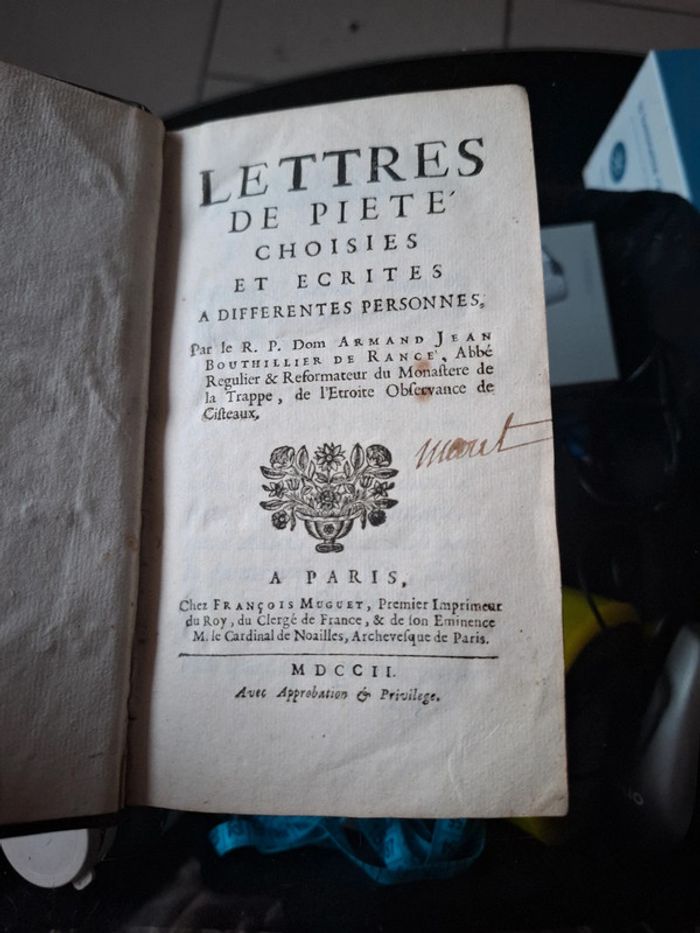 LETTRES
DE PIETE´
CHOISIES
ET ECRITES
A DIFFERENTES PERSONNES,
Par le R. P. Dom ARMAND JEAN
BOUTHILLIER DE RANCE´, Abbé
Regulier & Reformateur du Monastere de
la Trappe, de l'Etroite Obſervance de
Ciſteaux.
Maret
A PARIS,
Chez FRANÇOIS MUGUET, Premier Imprimeur
du Roy, du Clergé de France, & de ſon Eminence
M. le Cardinal de Noailles, Archeveſque de Paris.
MDCCII.
Avec Approbation & Privilege.